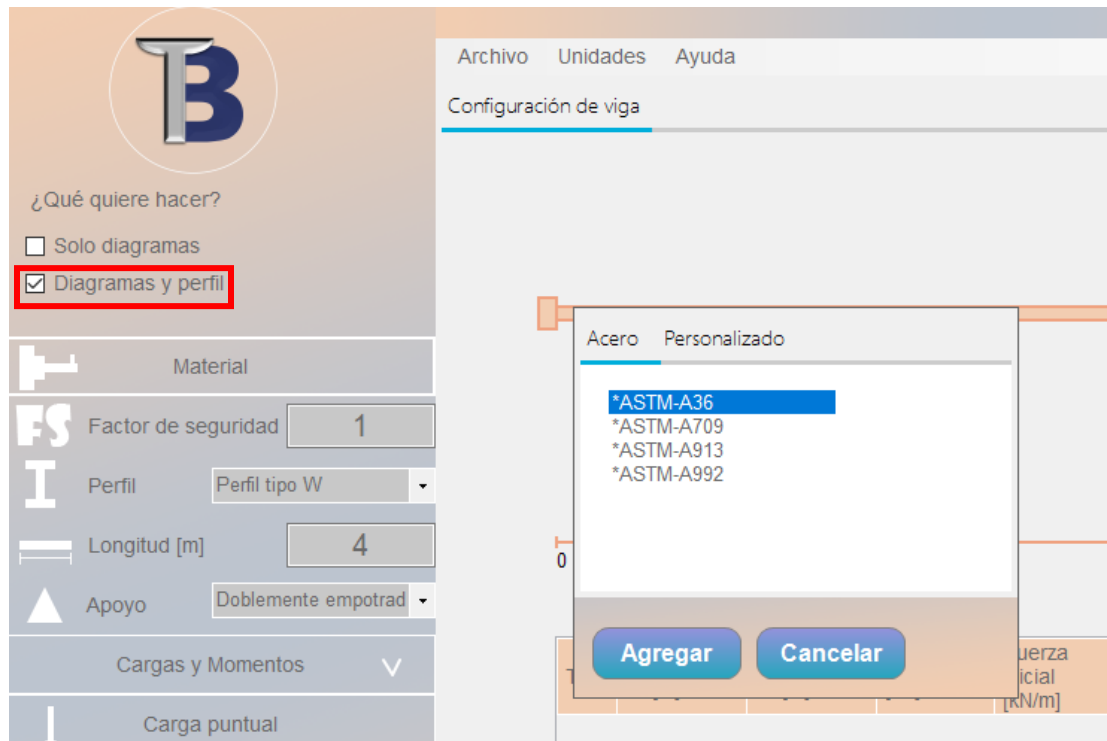 TB
Archivo Unidades Ayuda
Configuración de viga
¿Qué quiere hacer?
Solo diagramas
Diagramas y perfil
Material
FS Factor de seguridad 1
Perfil Perfil tipo W
Longitud [m] 4
Apoyo Doblemente empotrad
Cargas y Momentos
Carga puntual
Acero Personalizado
*ASTM-A36
*ASTM-A709
*ASTM-A913
*ASTM-A992
Agregar Cancelar
0
[kN/m]